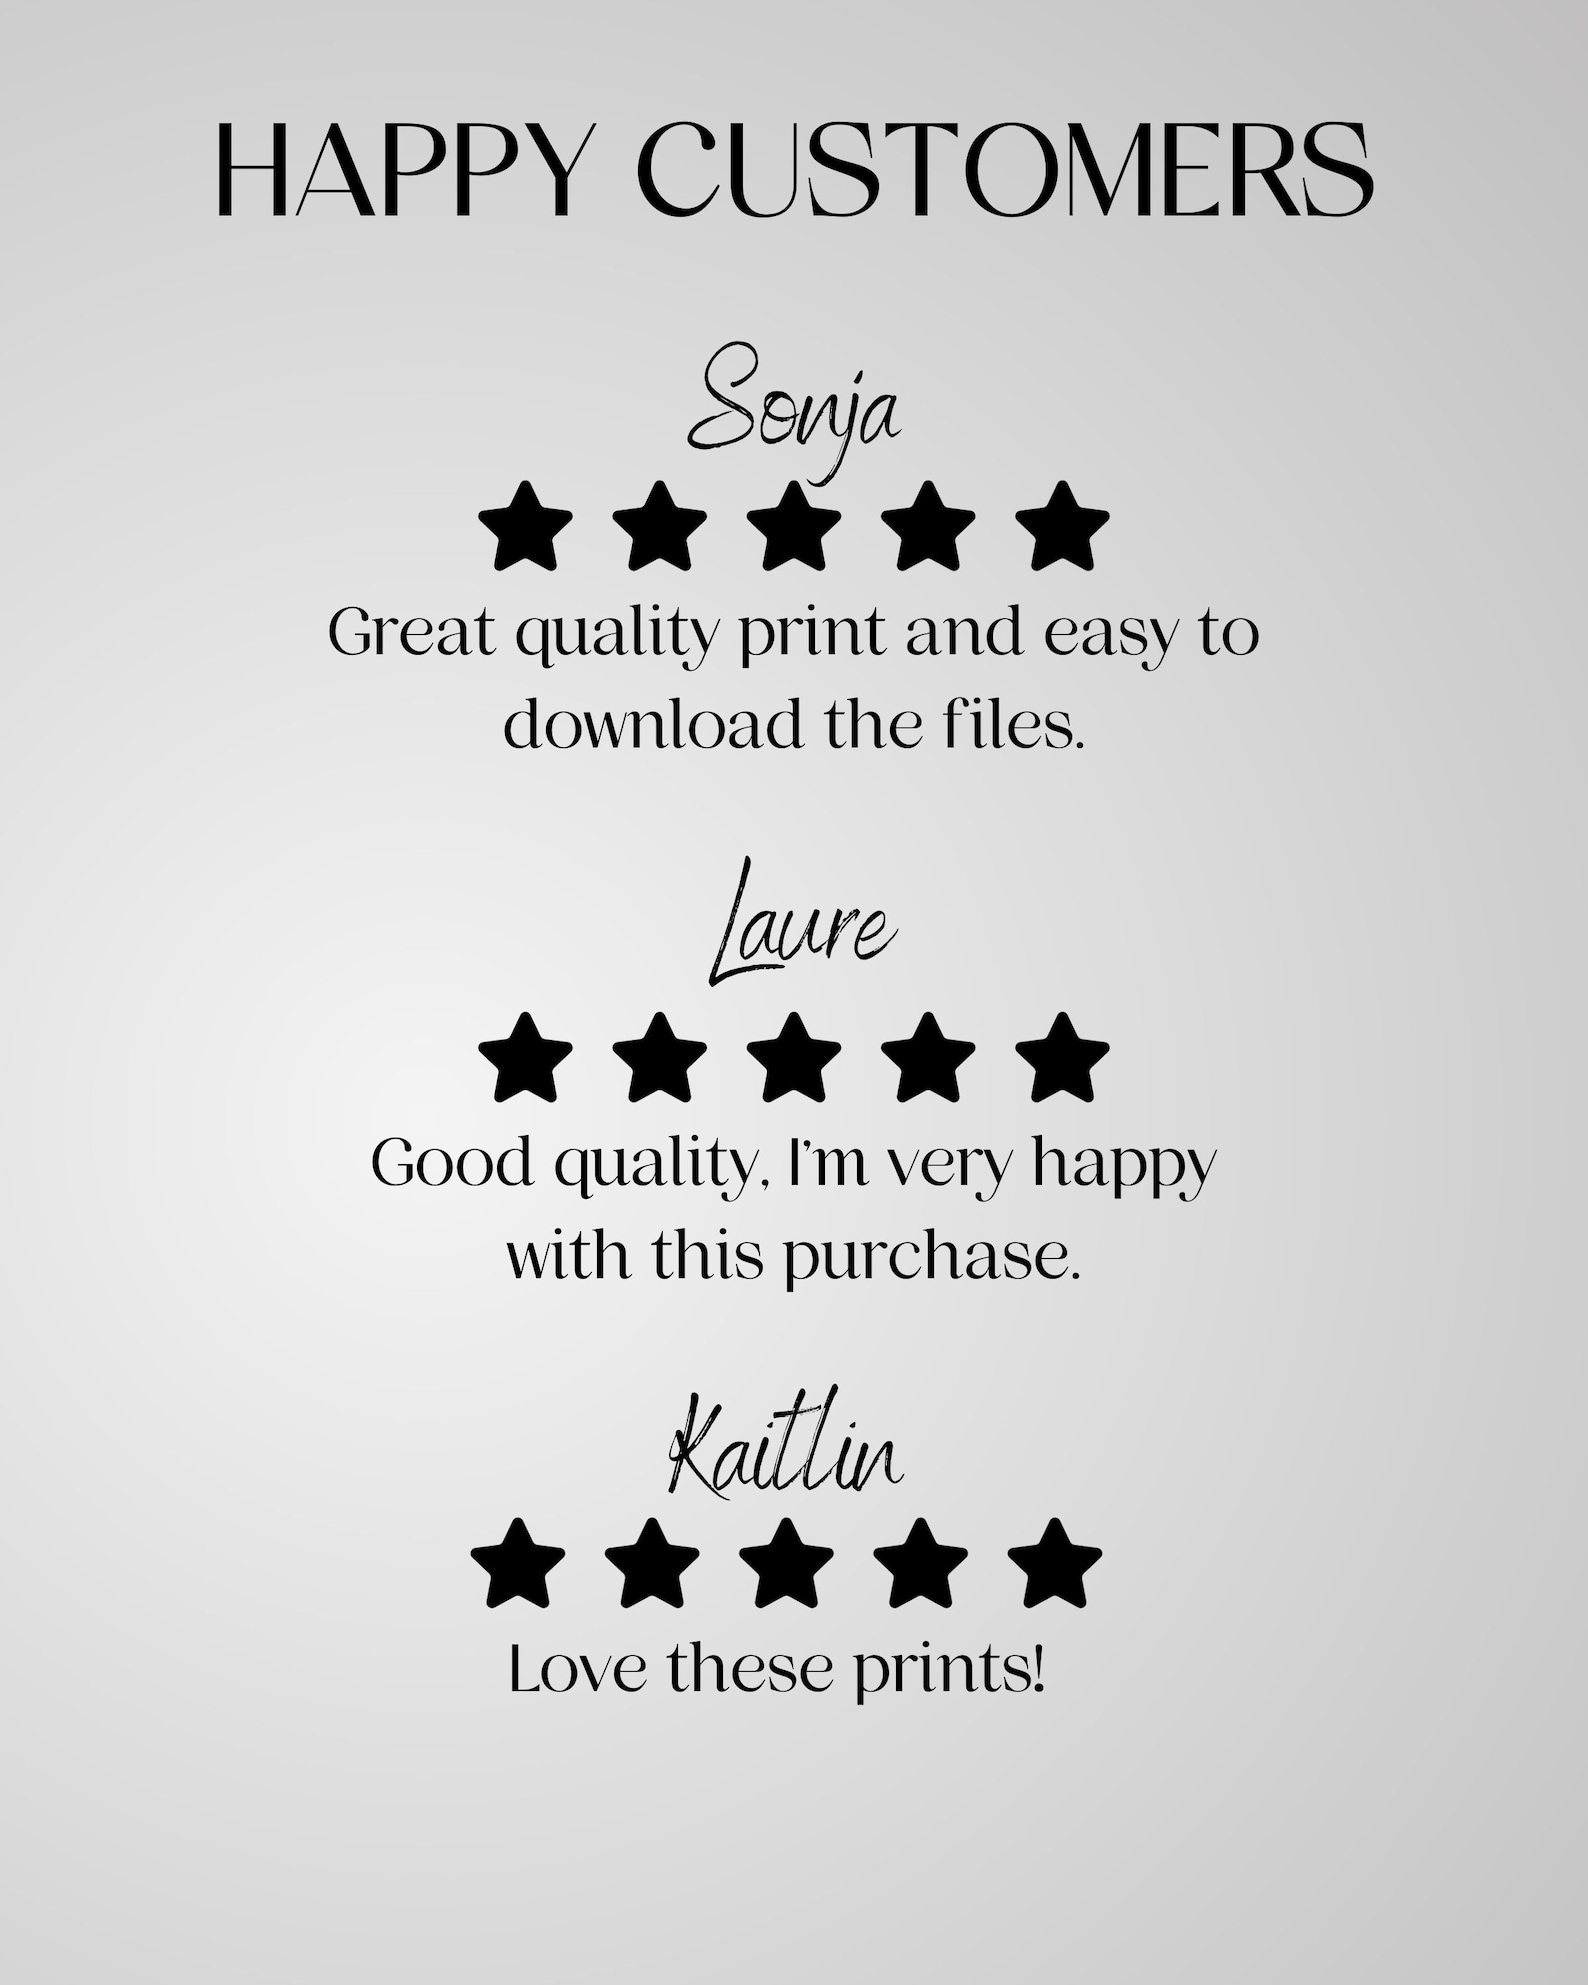 HAPPY CUSTOMERS
Sonja
Great quality print and easy to
download the files.
Laure
Good quality, I'm very happy
with this purchase.
Kaitlin
Love these prints!